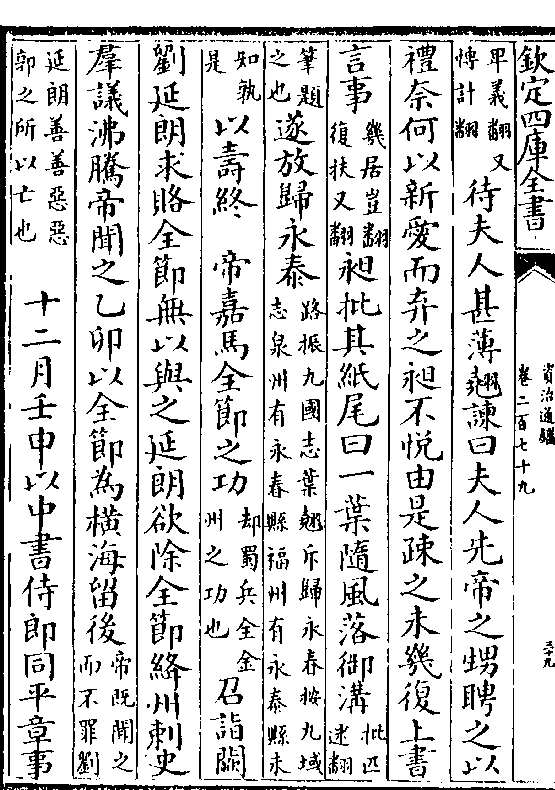 欽定四庫全書
資治通鑑
卷二百七十九
三十九
卑義翻又
愽計翻
待夫人甚薄翹諫曰夫人先帝之甥聘之以
禮奈何以新愛而弃之昶不悦由是疎之未幾復上書
言事
幾居豈翻
復扶又翻
昶批其紙尾曰一葉隨風落御溝
批匹
迷翻
筆題
之也
遂放歸永泰
路振九國志葉翹斥歸永春按九域
志泉州有永春縣福州有永泰縣未
知孰
是
以壽終
帝嘉馬全節之功
却蜀兵全金
州之功也
召詣闕
劉延朗求賂全節無以與之延朗欲除全節絳州刺史
羣議沸騰帝聞之乙卯以全節為横海留後
帝既聞之
而不罪劉
延朗善善惡惡
郭之所以亡也
十二月壬申以中書侍郎同平章事